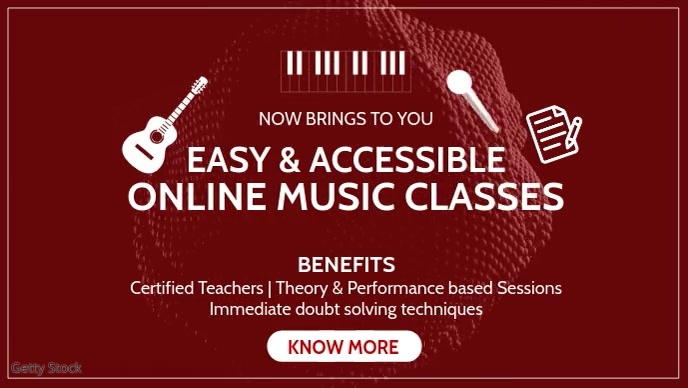 NOW BRINGS TO YOU
EASY & ACCESSIBLE
ONLINE MUSIC CLASSES
BENEFITS
Certified Teachers | Theory & Performance based Sessions
Immediate doubt solving techniques
KNOW MORE
Getty Stock